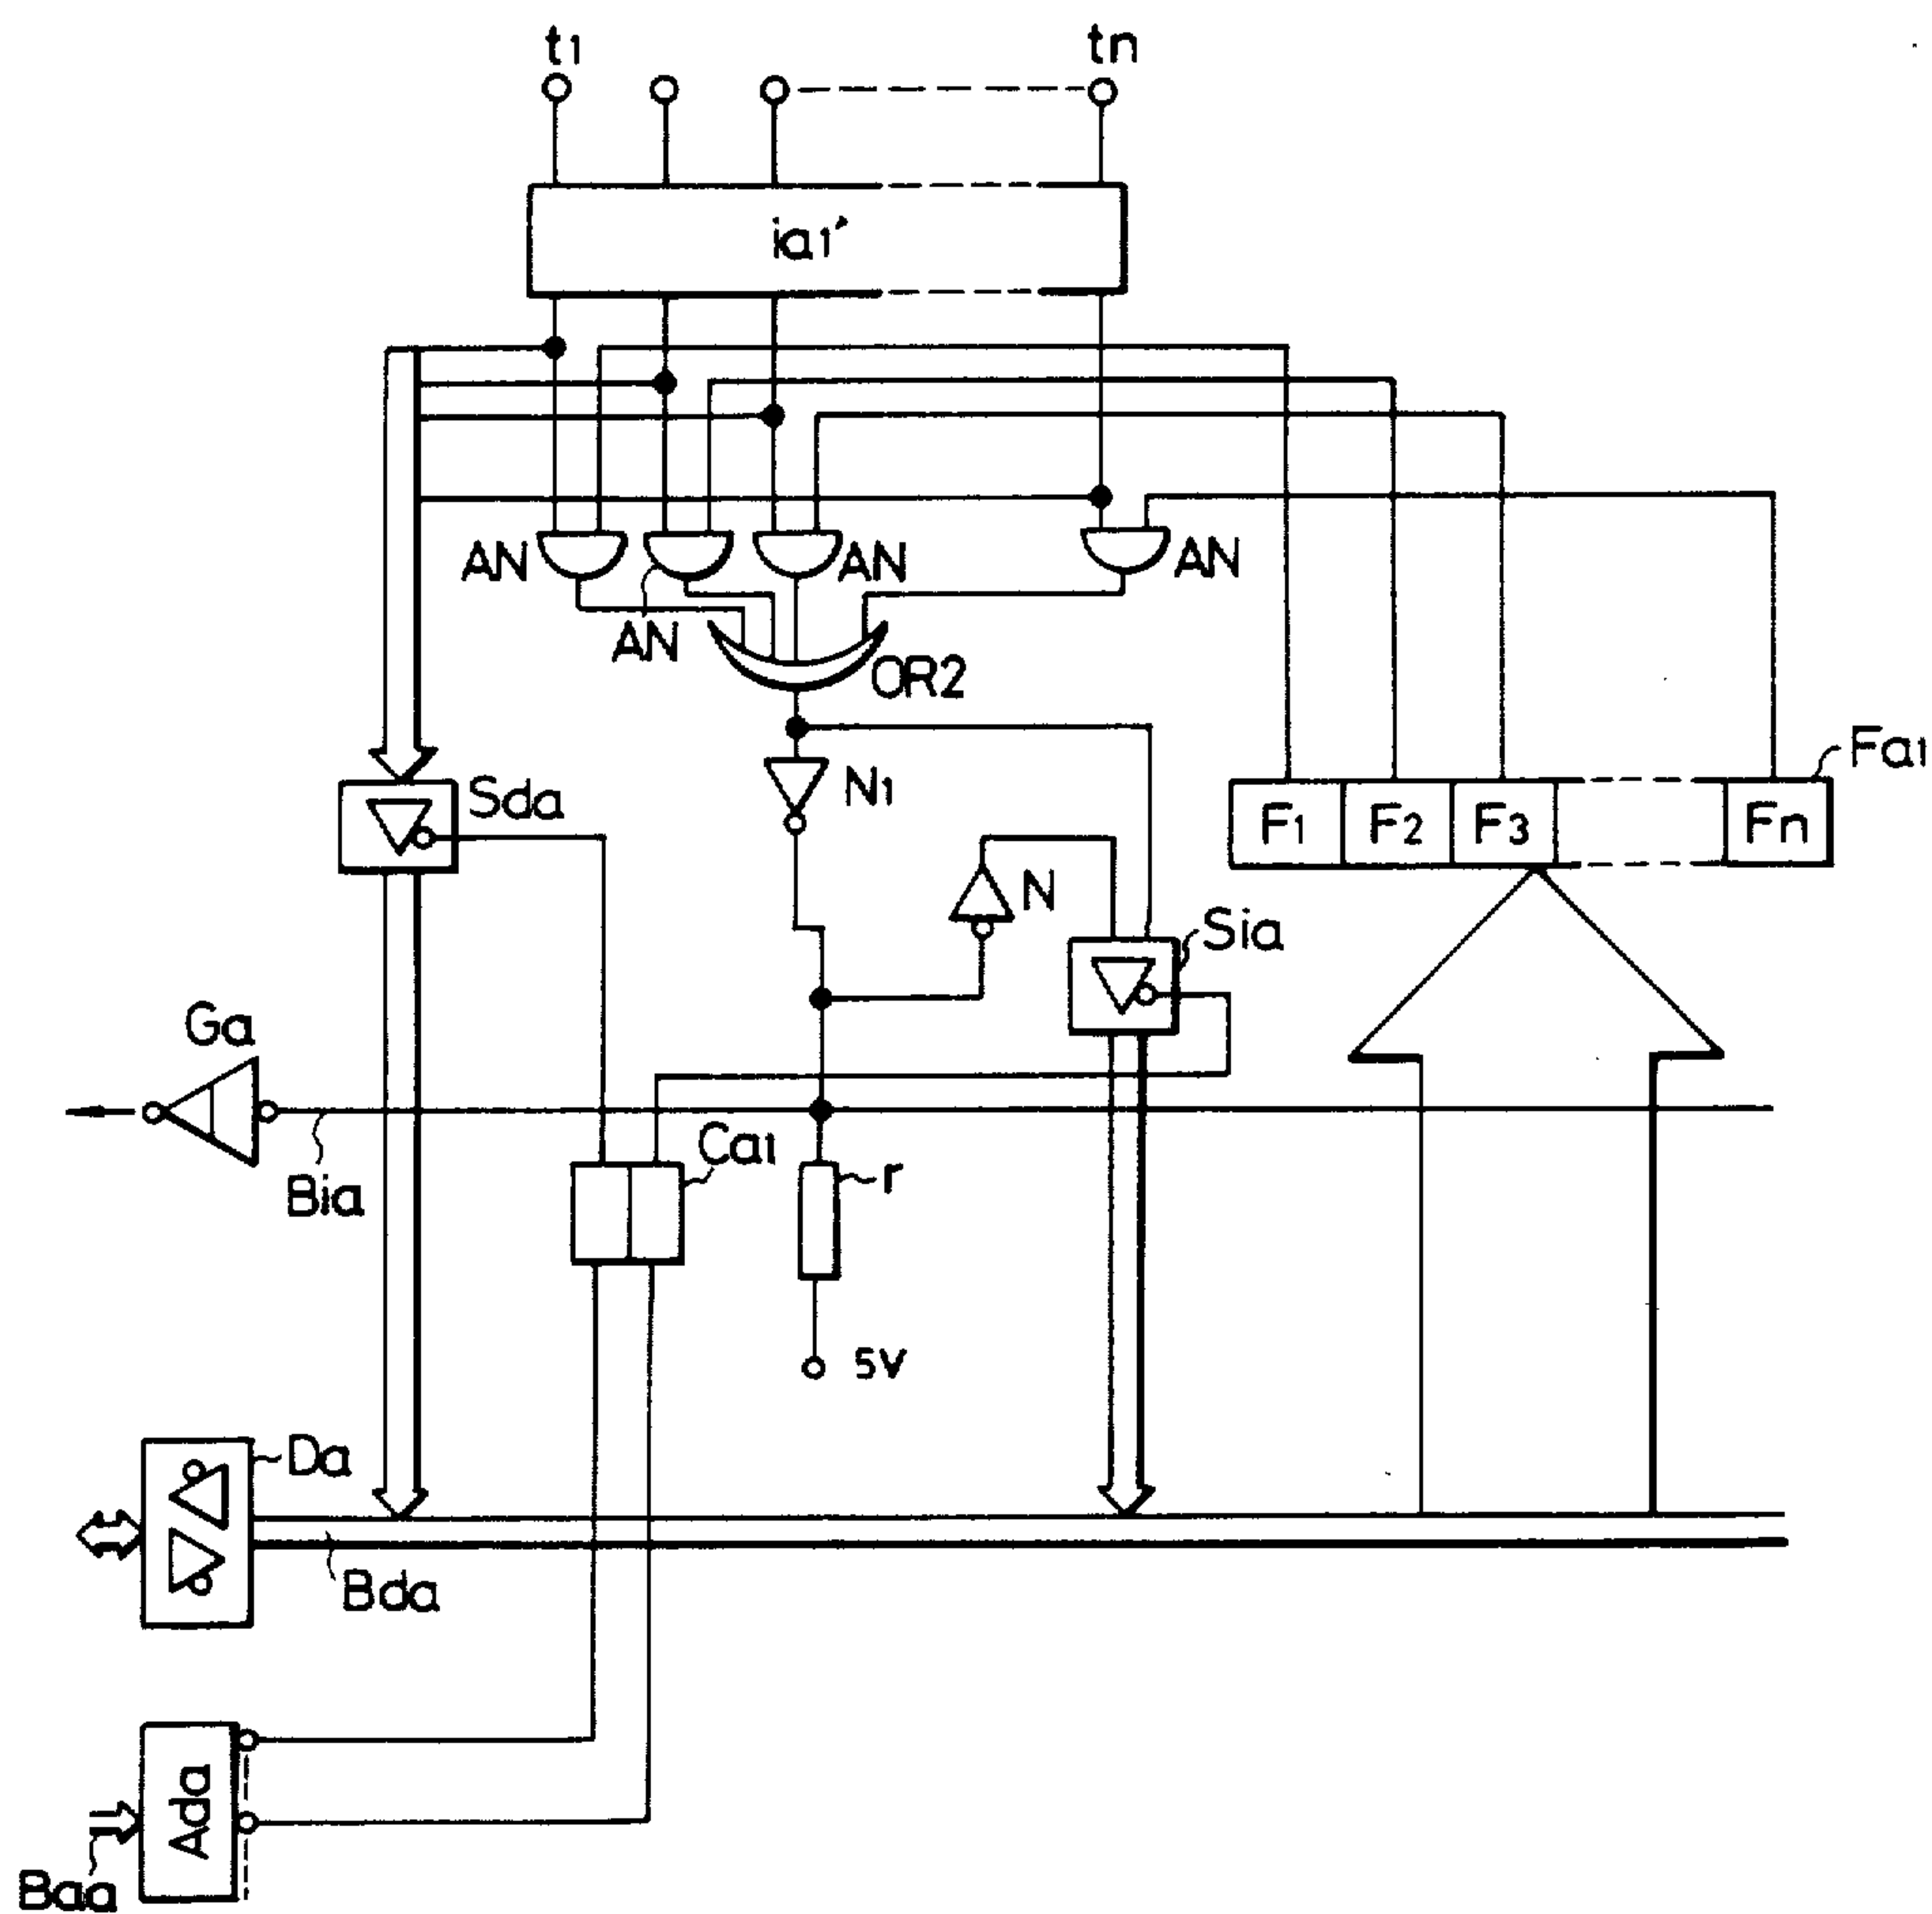 t1
tn
ia1'
AN
AN
AN
AN
OR2
N1
Sda
Fa1
F1
F2
F3
Fn
N
Sia
Ga
Bia
Ca1
r
5V
Da
Bda
Ada
Baa